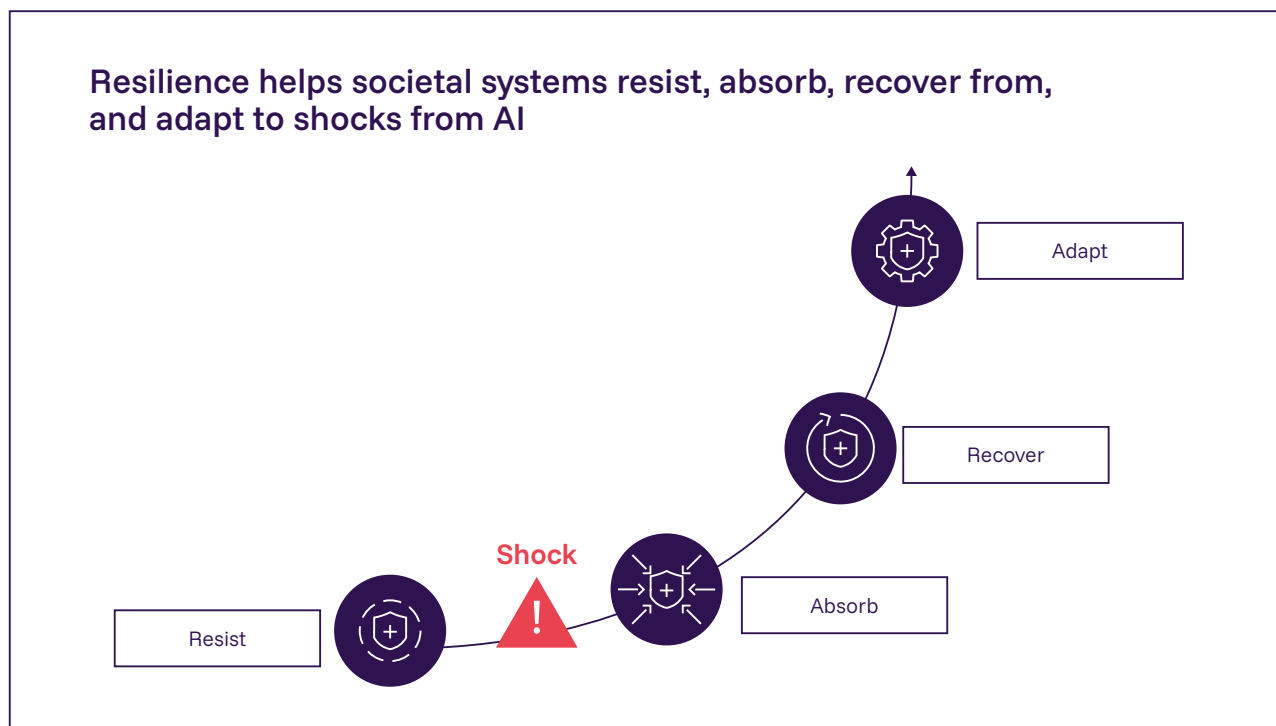 Resilience helps societal systems resist, absorb, recover from,
and adapt to shocks from AI
Adapt
Recover
Shock
!
Absorb
Resist